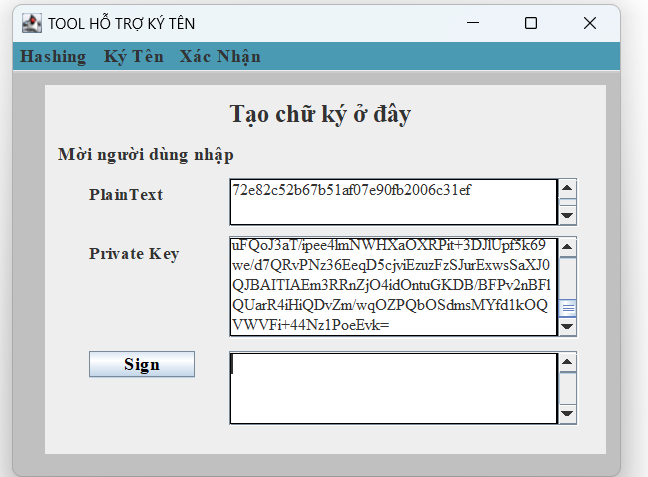 TOOL HỖ TRỢ KÝ TÊN
Hashing Ký Tên Xác Nhận
Tạo chữ ký ở đây
Mời người dùng nhập
PlainText
72e82c52b67b51af07e90fb2006c31ef
Private Key
uFQoJ3aT/ipee4lmNWHXaOXRPit+3DJlUpf5k69
we/d7QRvPNz36EeqD5cjviEzuzFzSJurExwsSaXJ0
QJBAITIAEm3RRnZjO4idOntuGKDB/BFPv2nBFl
QUarR4iHiQDvZm/wqOZPQbOSdmsMYfd1kOQ
VWVFi+44Nz1PoeEvk=
Sign